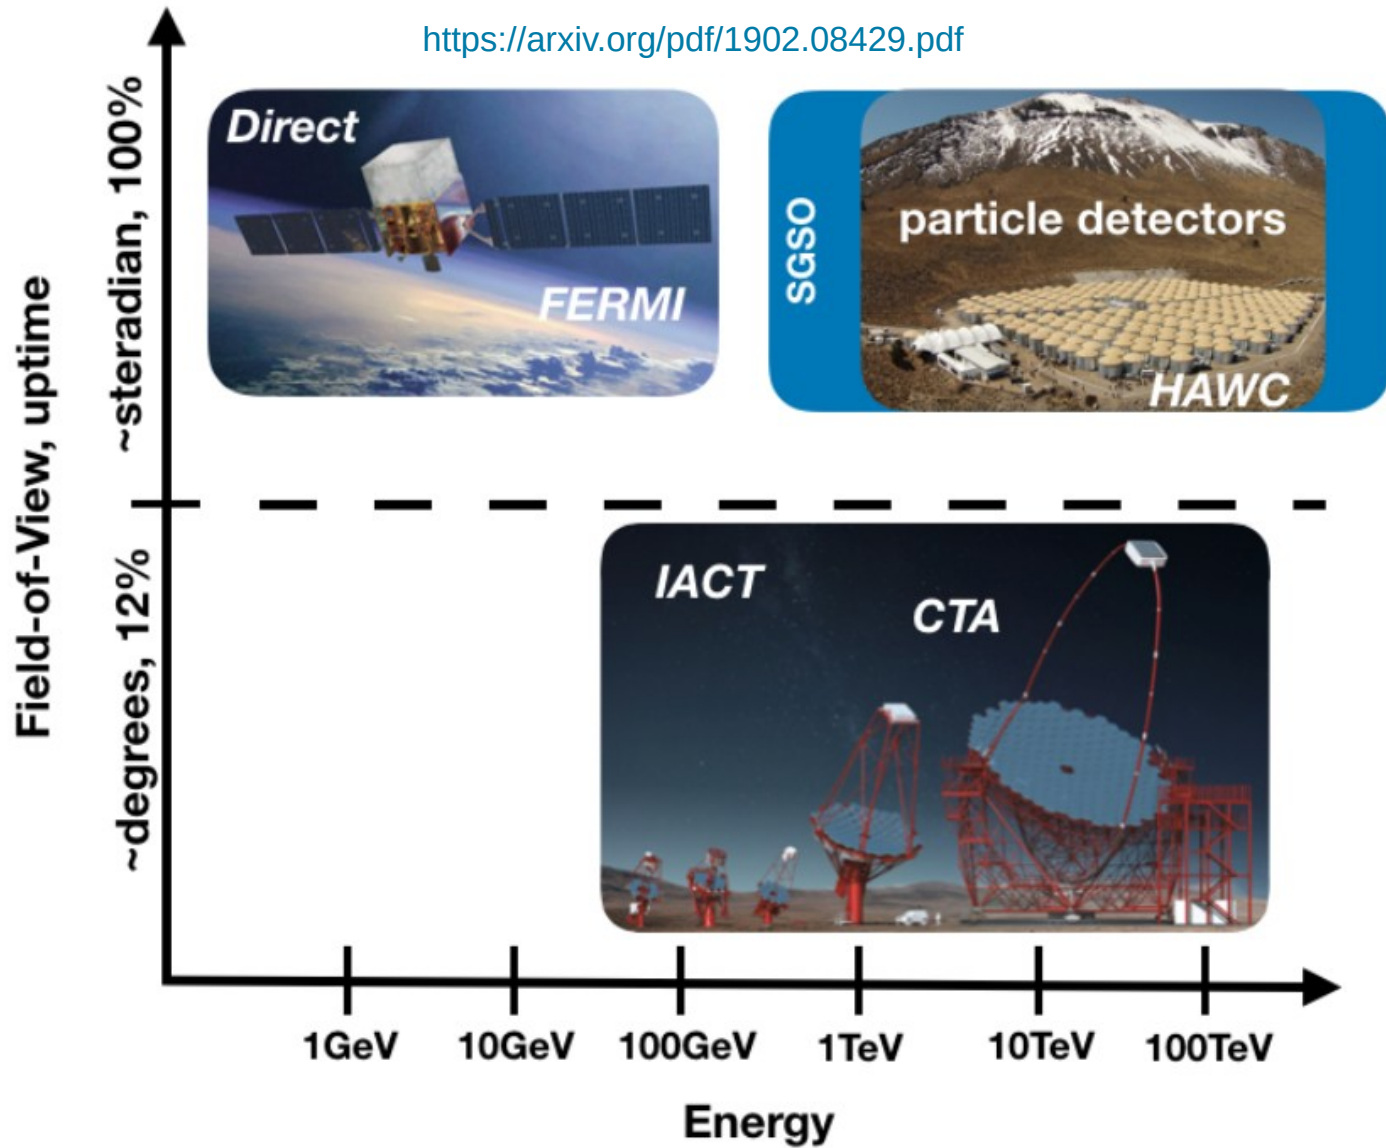 https://arxiv.org/pdf/1902.08429.pdf
Field-of-View, uptime
~steradian, 100%
~degrees, 12%
Direct
FERMI
SGSO
particle detectors
HAWC
IACT
CTA
1GeV
10GeV
100GeV
1TeV
10TeV
100TeV
Energy